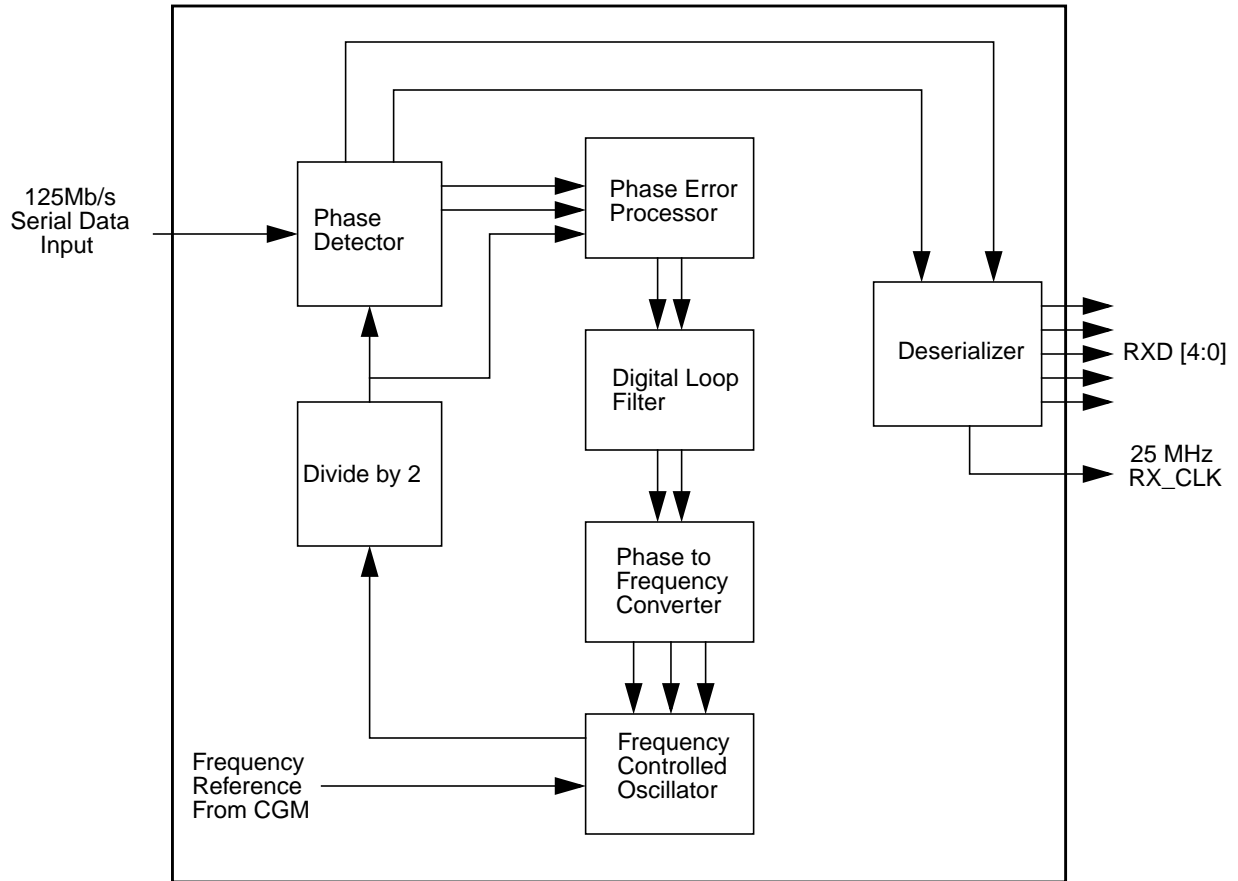 125Mb/s
Serial Data
Input
Phase
Detector
Phase Error
Processor
Deserializer
RXD [4:0]
Digital Loop
Filter
Divide by 2
25 MHz
RX_CLK
Phase to
Frequency
Converter
Frequency
Controlled
Oscillator
Frequency
Reference
From CGM